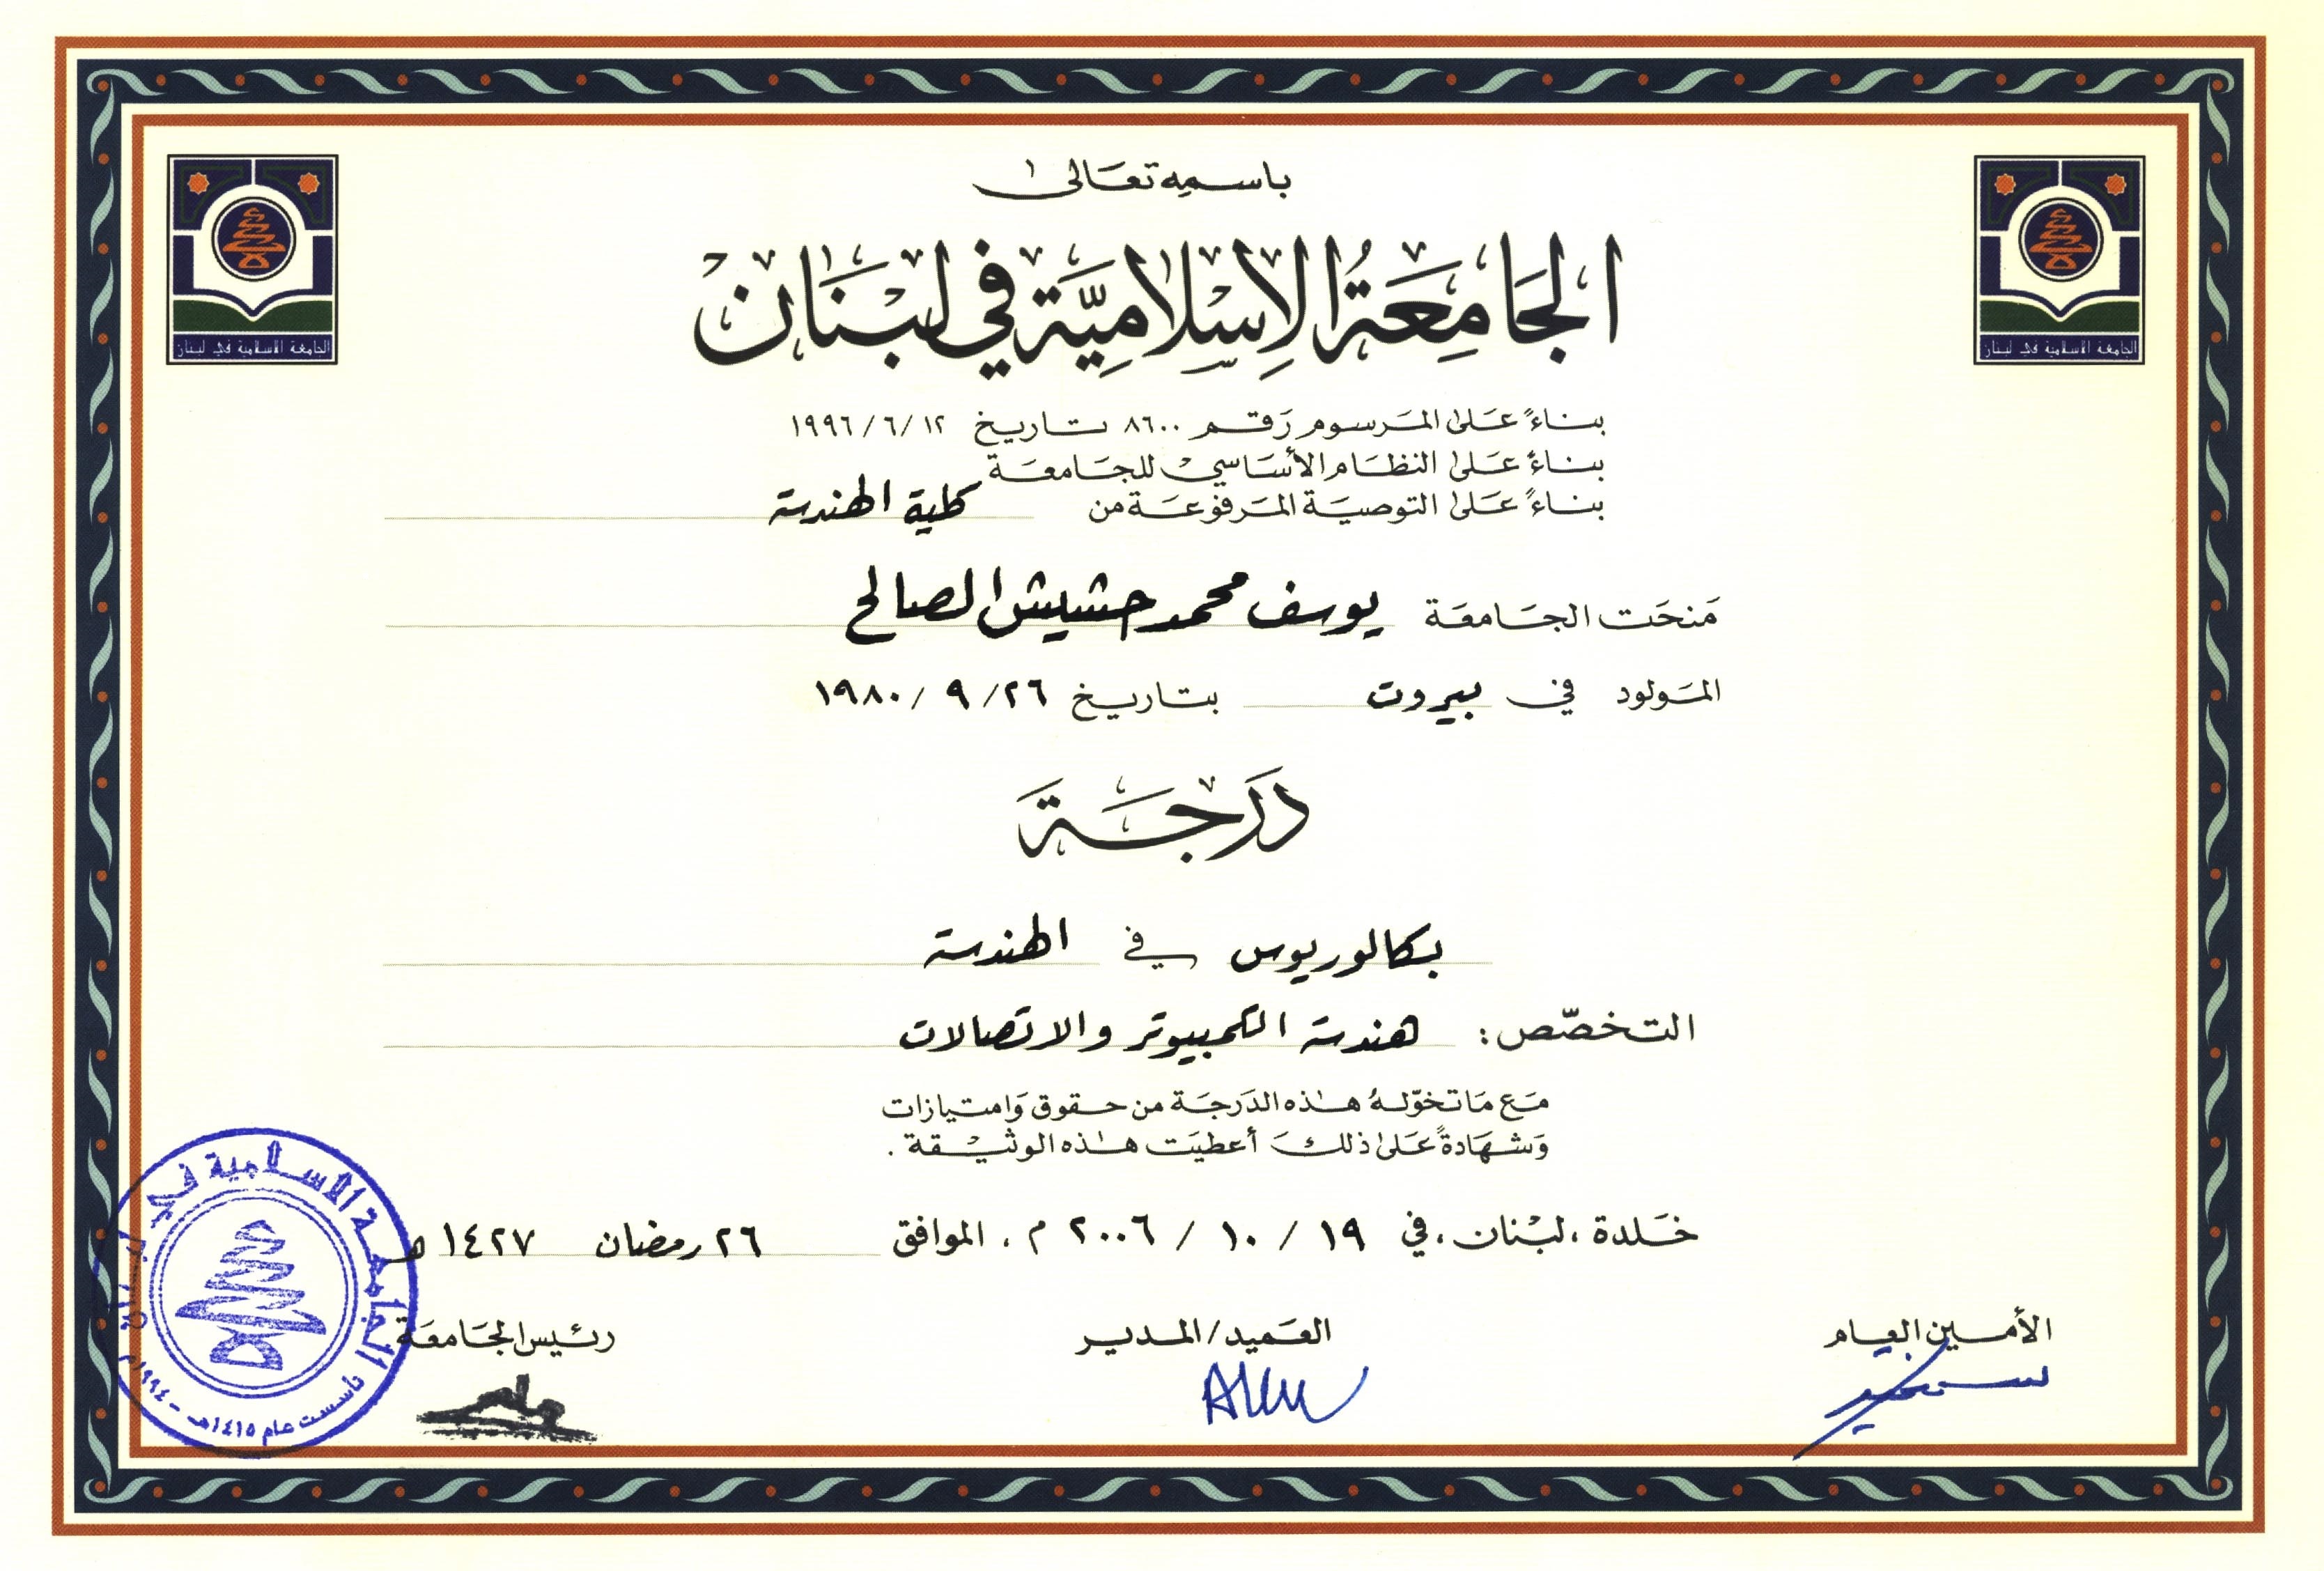 باسمه تعالى
الجامعة الإسلامية في لبنان
الجامعة الاسلامية في لبنان
الجامعة الاسلامية في لبنان
بناءً على المرسوم رقم ٨٦٠٠ تاريخ ١٩٩٦/٦/١٢
بناءً على النظام الأساسي للجامعة
بناءً على التوصية المرفوعة من كلية الهندسة
منحت الجامعة يوسف محمد حشيش الصالح
المولود في بيروت بتاريخ ٢٦/ ٩ /١٩٨٠
درجة
بكالوريوس في الهندسة
التخصّص: هندسة الكمبيوتر والاتصالات
مع ما تخوّله هذه الدرجة من حقوق وامتيازات
وشهادةً على ذلك أعطيت هذه الوثيقة .
خلدة ،لبنان ،في ١٩ / ١٠ / ٢٠٠٦ م ، الموافق ٢٦ رمضان ١٤٢٧ هـ
الأمين العام
العميد/المدير
رئيس الجامعة
الجامعة الاسلامية في لبنان
تأسست عام ١٤١٥هـ - ١٩٩٤م